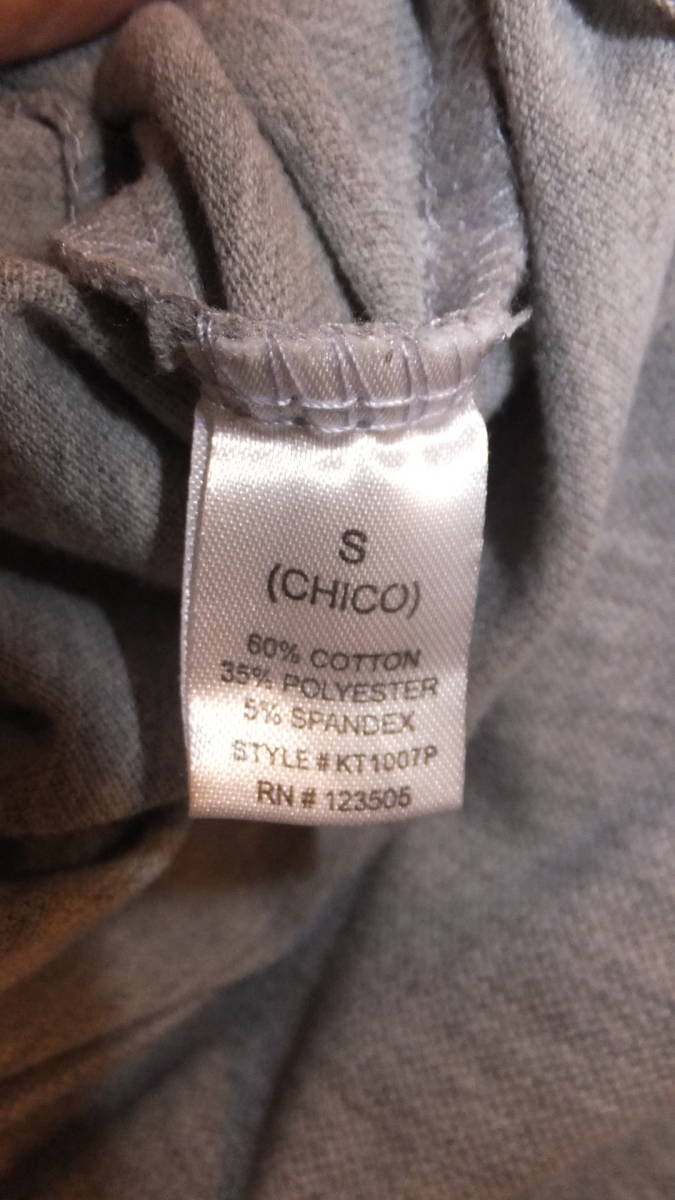 S
(CHICO)
60% COTTON
35% POLYESTER
5% SPANDEX
STYLE # KT1007P
RN # 123505